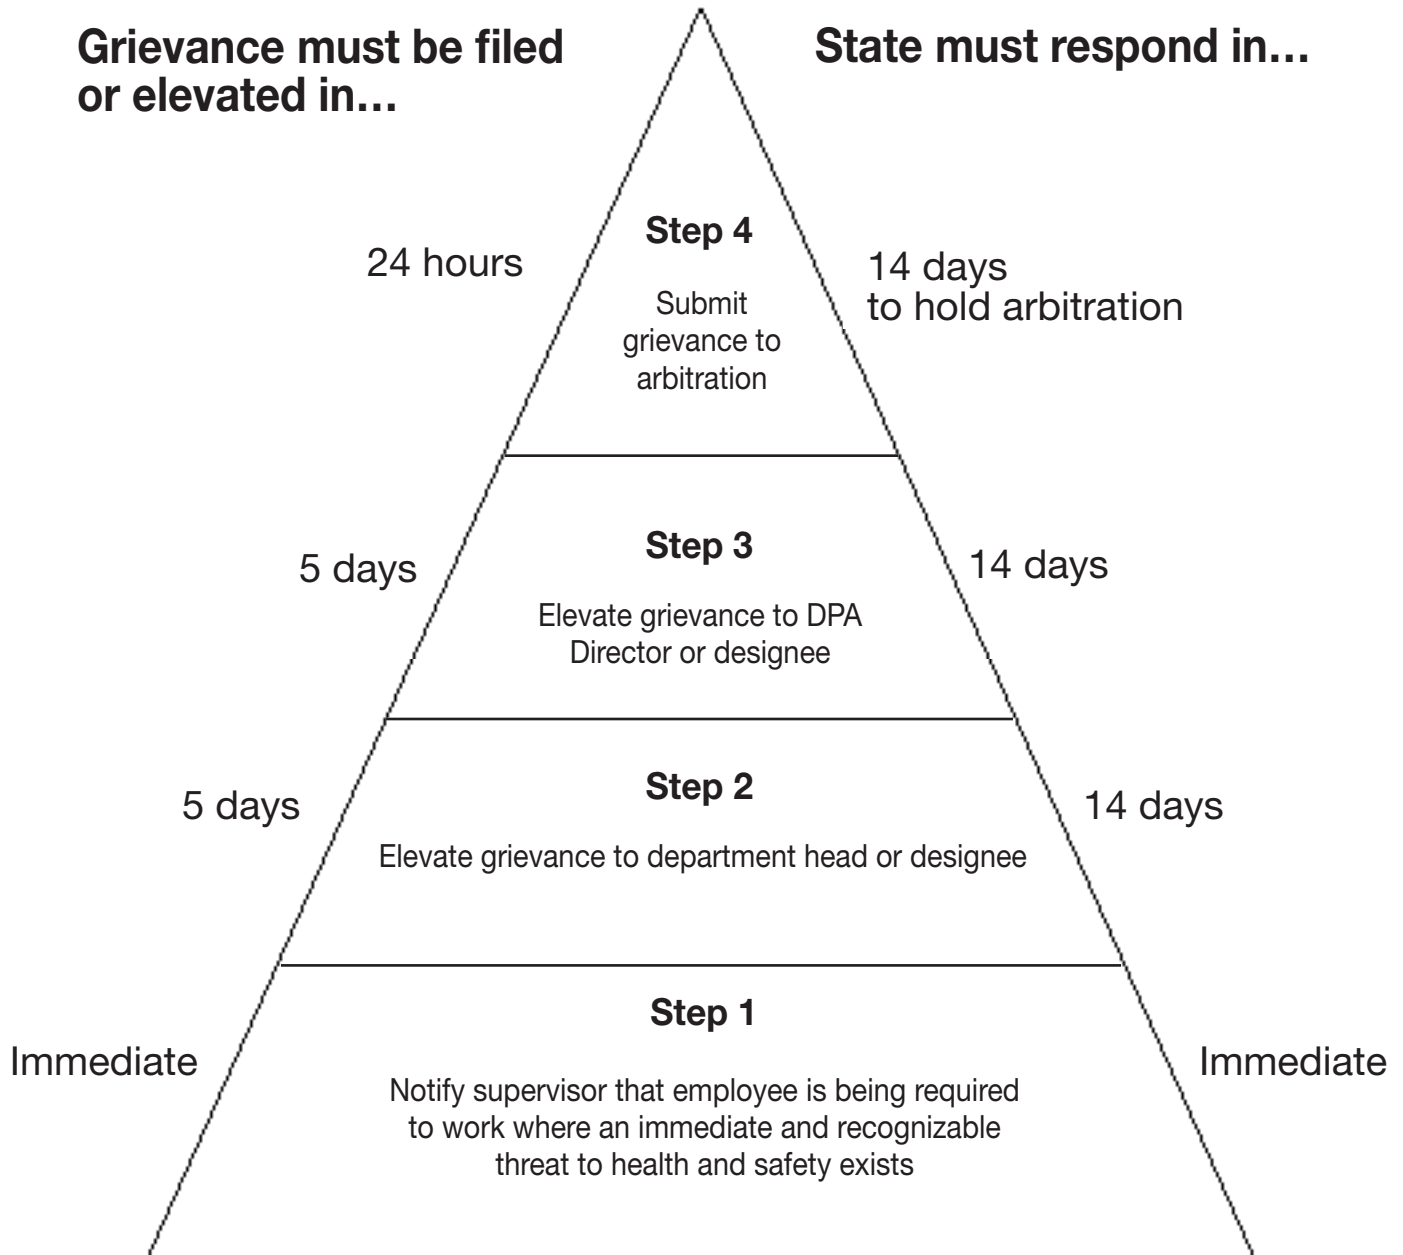 Grievance must be filed
or elevated in...
State must respond in...
Step 4
24 hours
Submit
grievance to
arbitration
14 days
to hold arbitration
Step 3
5 days
Elevate grievance to DPA
Director or designee
14 days
Step 2
5 days
Elevate grievance to department head or designee
14 days
Step 1
Immediate
Notify supervisor that employee is being required
to work where an immediate and recognizable
threat to health and safety exists
Immediate